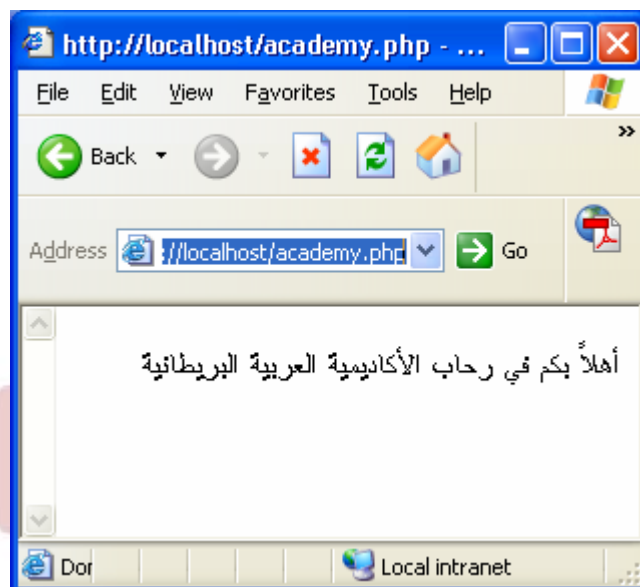 http://localhost/academy.php - ...
File Edit View Favorites Tools Help
Back
Address ://localhost/academy.php Go
أهلاً بكم في رحاب الأكاديمية العربية البريطانية
Local intranet